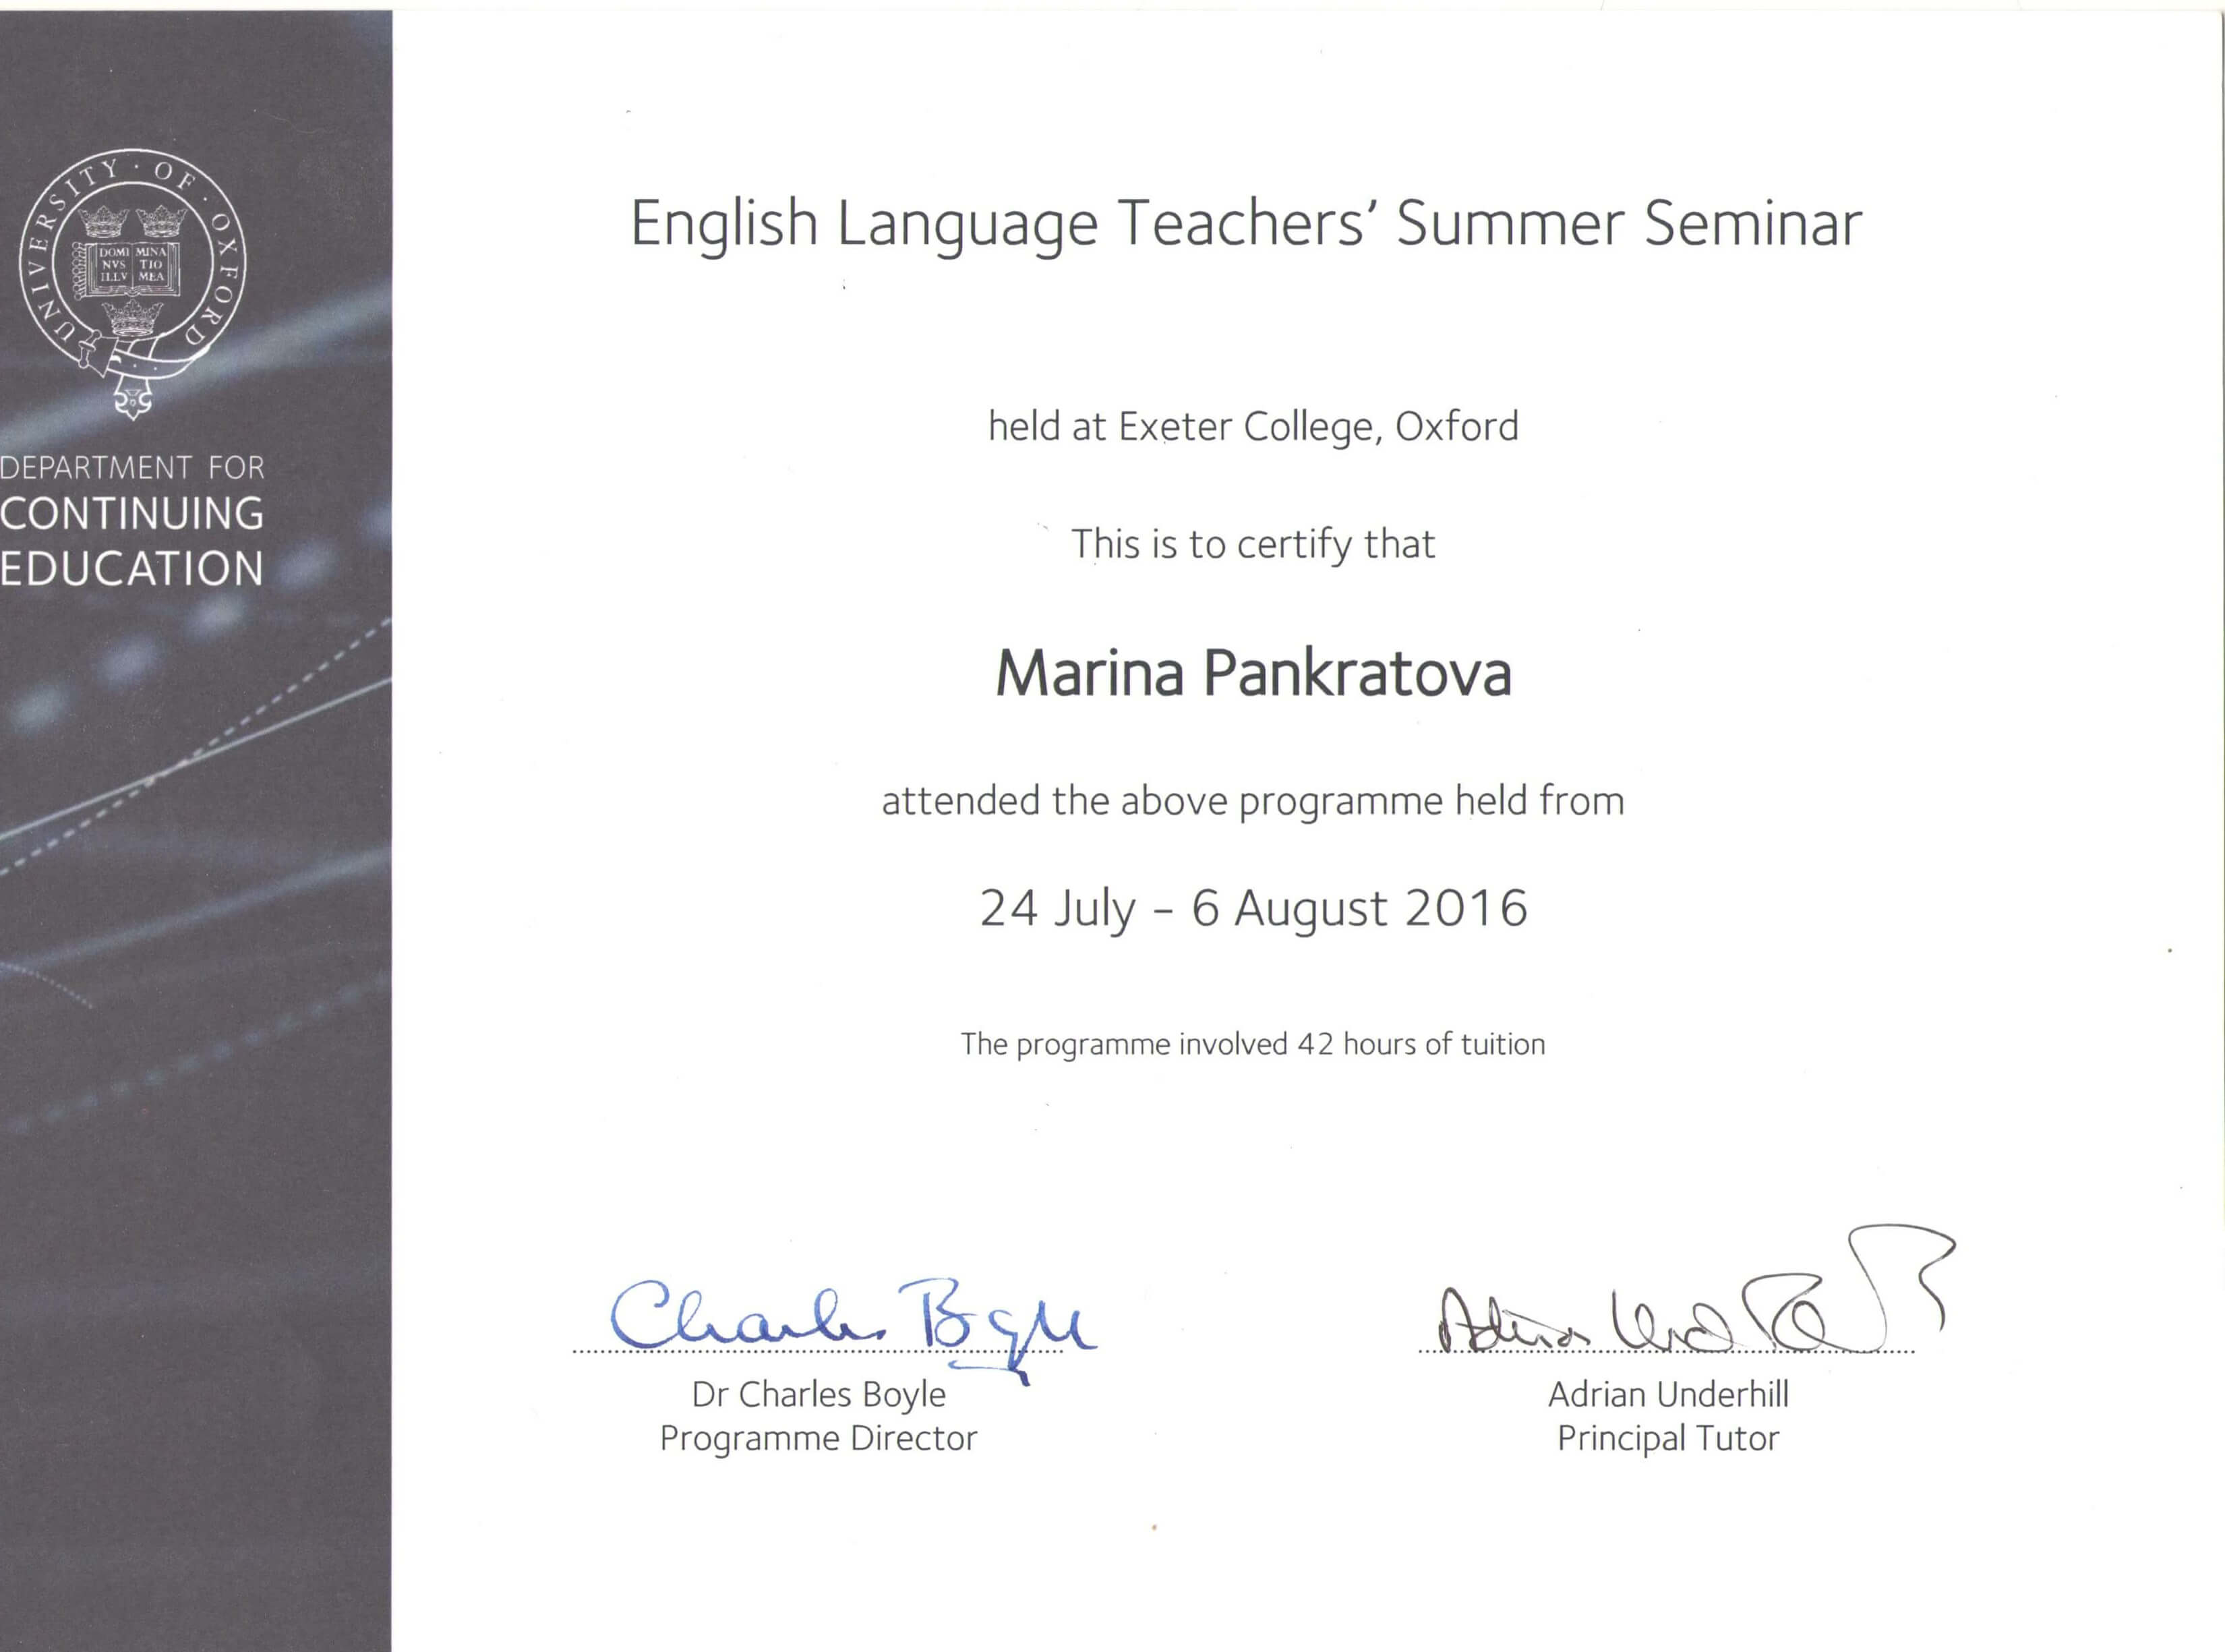 UNIVERSITY · OF · OXFORD
DOMI MINA
NVS TIO
ILLV MEA
DEPARTMENT FOR
CONTINUING
EDUCATION
English Language Teachers’ Summer Seminar
held at Exeter College, Oxford
This is to certify that
Marina Pankratova
attended the above programme held from
24 July – 6 August 2016
The programme involved 42 hours of tuition
Charles Boyle
Adrian Underhill
Dr Charles Boyle
Programme Director
Adrian Underhill
Principal Tutor